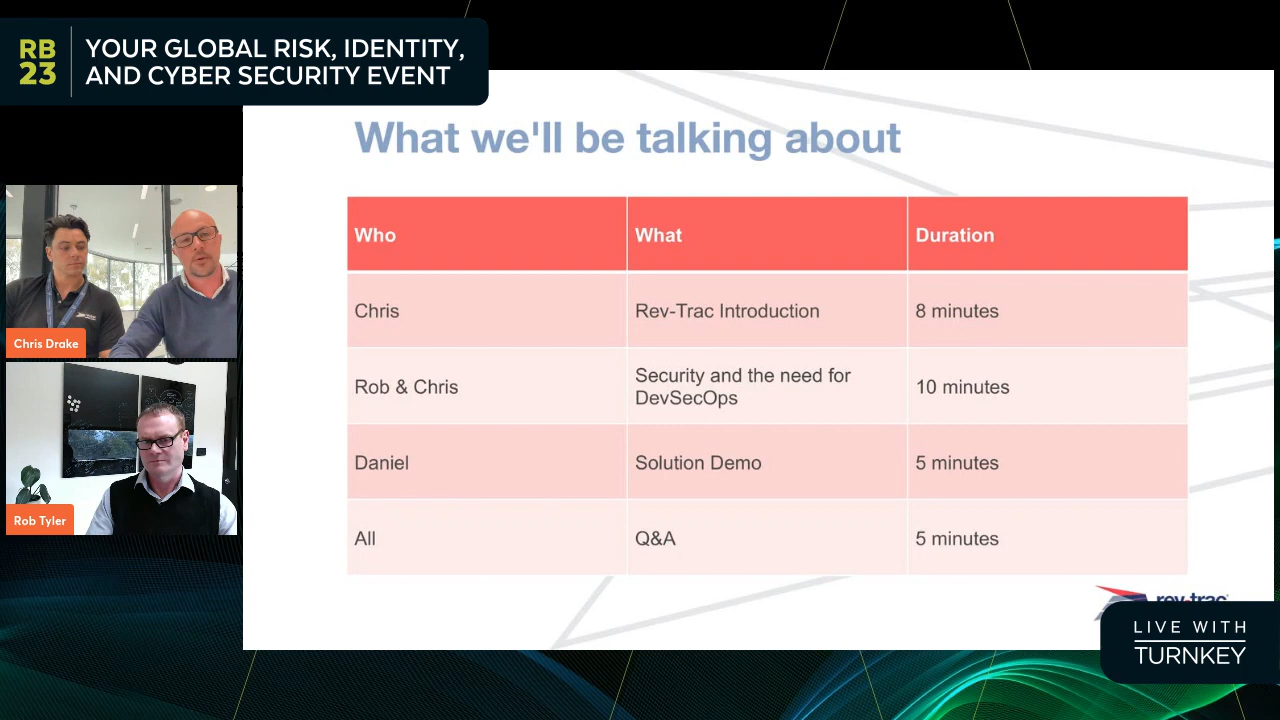 RB
23
YOUR GLOBAL RISK, IDENTITY,
AND CYBER SECURITY EVENT
What we'll be talking about
Who What Duration
Chris Rev-Trac Introduction 8 minutes
Rob & Chris Security and the need for
DevSecOps 10 minutes
Daniel Solution Demo 5 minutes
All Q&A 5 minutes
Chris Drake
Rob Tyler
rev-trac
LIVE WITH
TURNKEY